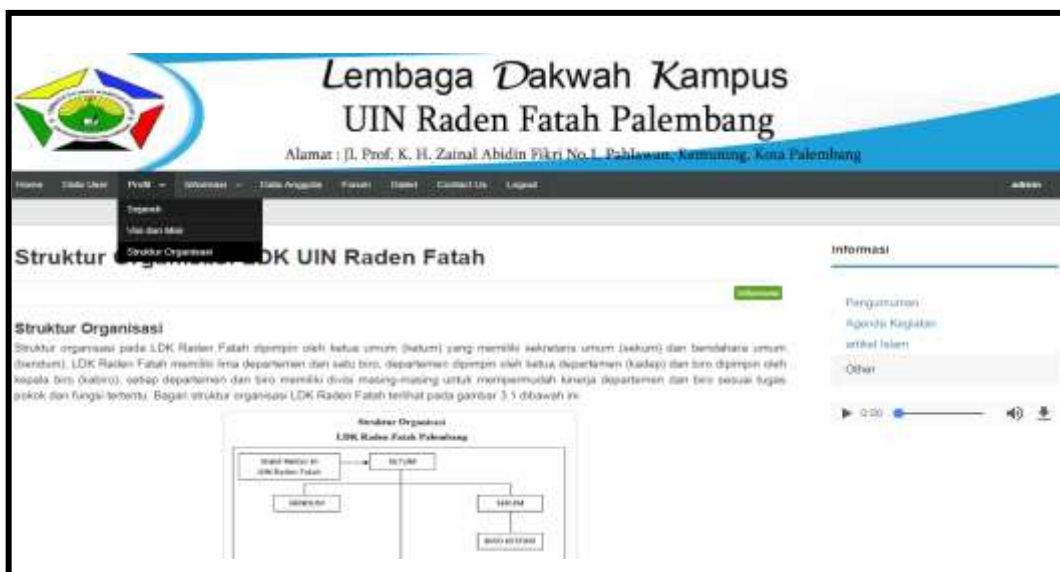 Lembaga Dakwah Kampus
UIN Raden Fatah Palembang
Alamat : Jl. Prof. K. H. Zainal Abidin Fikri No.1. Pahlawan, Kemuning, Kota Palembang
Home Data User Profil Informasi Data Anggota Forum Galeri Contact Us Logout admin
Sejarah
Visi dan Misi
Struktur Organisasi
Struktur LDK UIN Raden Fatah
Informasi
Struktur Organisasi
Struktur organisasi pada LDK Raden Fatah dipimpin oleh ketua umum (ketum) yang memiliki sekretaris umum (sekum) dan bendahara umum
(bendum). LDK Raden Fatah memiliki lima departemen dan satu biro, departemen dipimpin oleh ketua departemen (kadep) dan biro dipimpin oleh
kepala biro (kabiro), setiap departemen dan biro memiliki divisi masing-masing untuk mempermudah kinerja departemen dan biro sesuai tugas
pokok dan fungsi tertentu. Bagan struktur organisasi LDK Raden Fatah terlihat pada gambar 3.1 dibawah ini
Struktur Organisasi
LDK Raden Fatah Palembang
UIN Raden Fatah
KETUM
BENDUM
SEKUM
Informasi
Pengumuman
Agenda Kegiatan
artikel Islam
Other
0:00